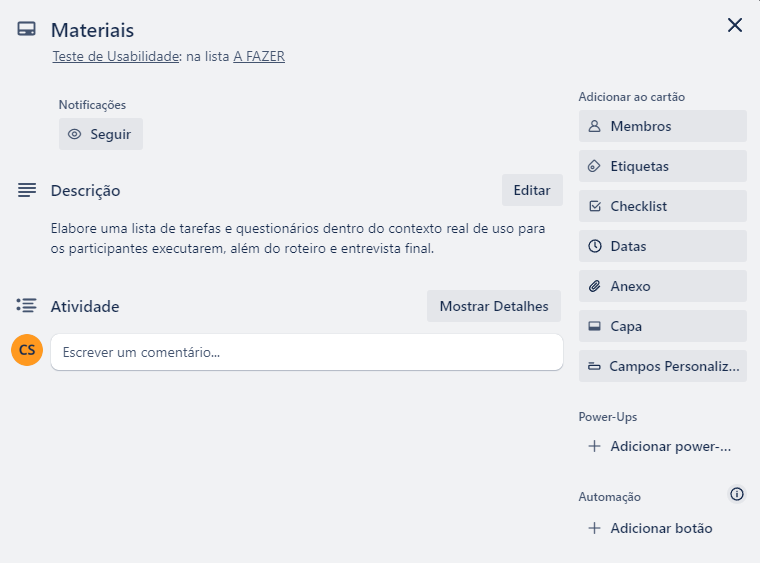 Materiais
Teste de Usabilidade: na lista A FAZER
Notificações
Seguir
Descrição
Editar
Elabore uma lista de tarefas e questionários dentro do contexto real de uso para
os participantes executarem, além do roteiro e entrevista final.
Atividade
Mostrar Detalhes
CS
Escrever um comentário...
Adicionar ao cartão
Membros
Etiquetas
Checklist
Datas
Anexo
Capa
Campos Personaliz...
Power-Ups
Adicionar power-...
Automação
Adicionar botão